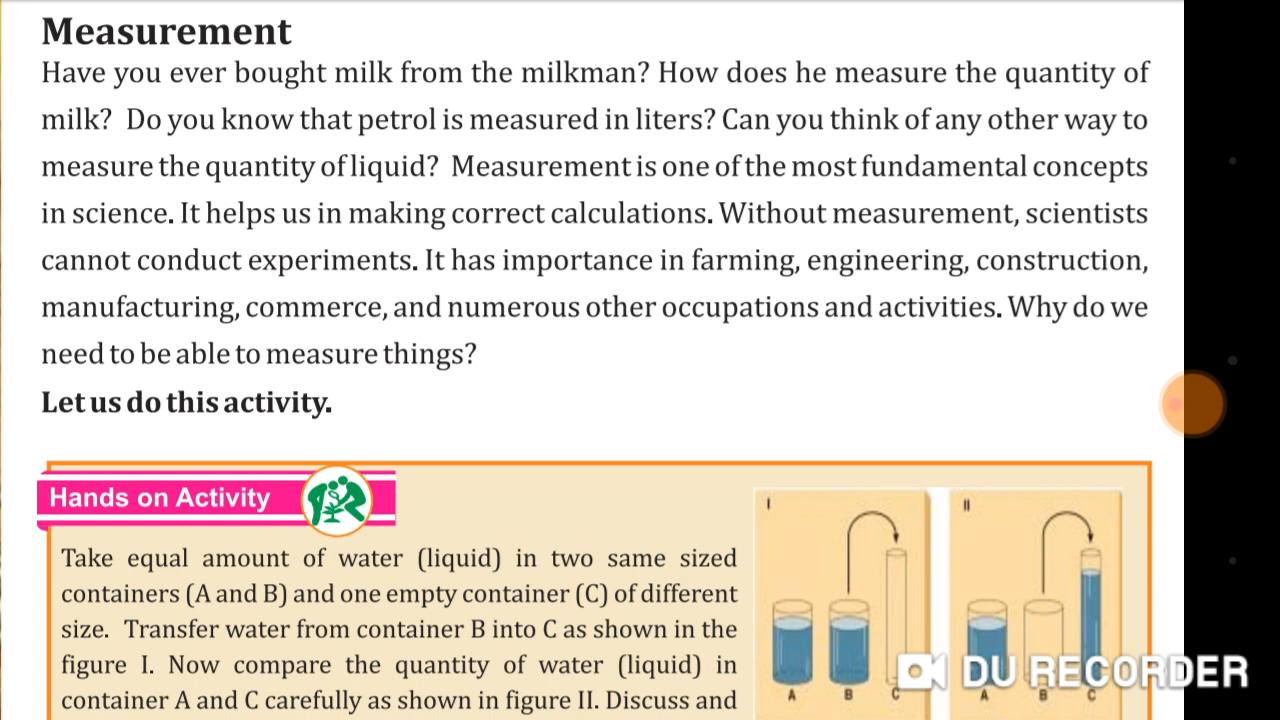 Measurement
Have you ever bought milk from the milkman? How does he measure the quantity of
milk? Do you know that petrol is measured in liters? Can you think of any other way to
measure the quantity of liquid? Measurement is one of the most fundamental concepts
in science. It helps us in making correct calculations. Without measurement, scientists
cannot conduct experiments. It has importance in farming, engineering, construction,
manufacturing, commerce, and numerous other occupations and activities. Why do we
need to be able to measure things?
Let us do this activity.
Hands on Activity
Take equal amount of water (liquid) in two same sized
containers (A and B) and one empty container (C) of different
size. Transfer water from container B into C as shown in the
figure I. Now compare the quantity of water (liquid) in
container A and C carefully as shown in figure II. Discuss and
I
II
A B C
A B C
DU RECORDER